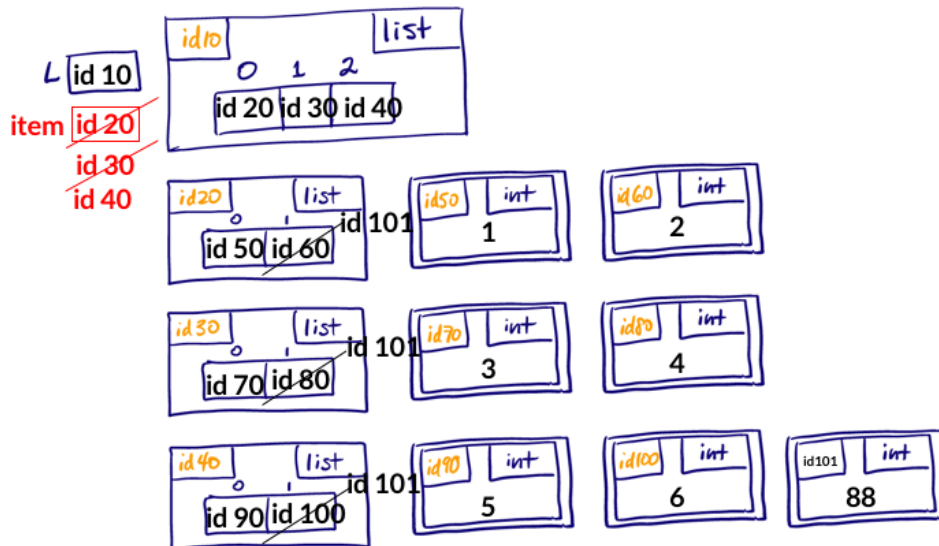 id10 list
L id 10
0 1 2
id 20 id 30 id 40
item id 20
id 30
id 40
id20 list
0 1
id 50 id 60 id 101
id50 int
1
id60 int
2
id30 list
0 1
id 70 id 80 id 101
id70 int
3
id80 int
4
id40 list
0 1
id 90 id 100 id 101
id90 int
5
id100 int
6
id101 int
88